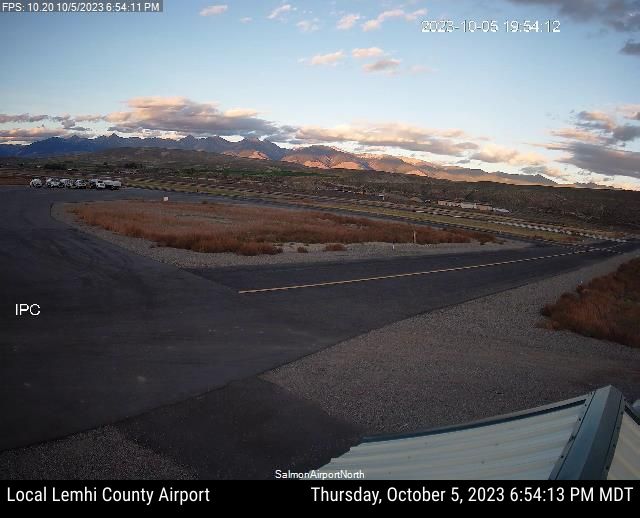 FPS: 10.20 10/5/2023 6:54:11 PM
2023-10-05 19:54:12
IPC
SalmonAirportNorth
Local Lemhi County Airport
Thursday, October 5, 2023 6:54:13 PM MDT